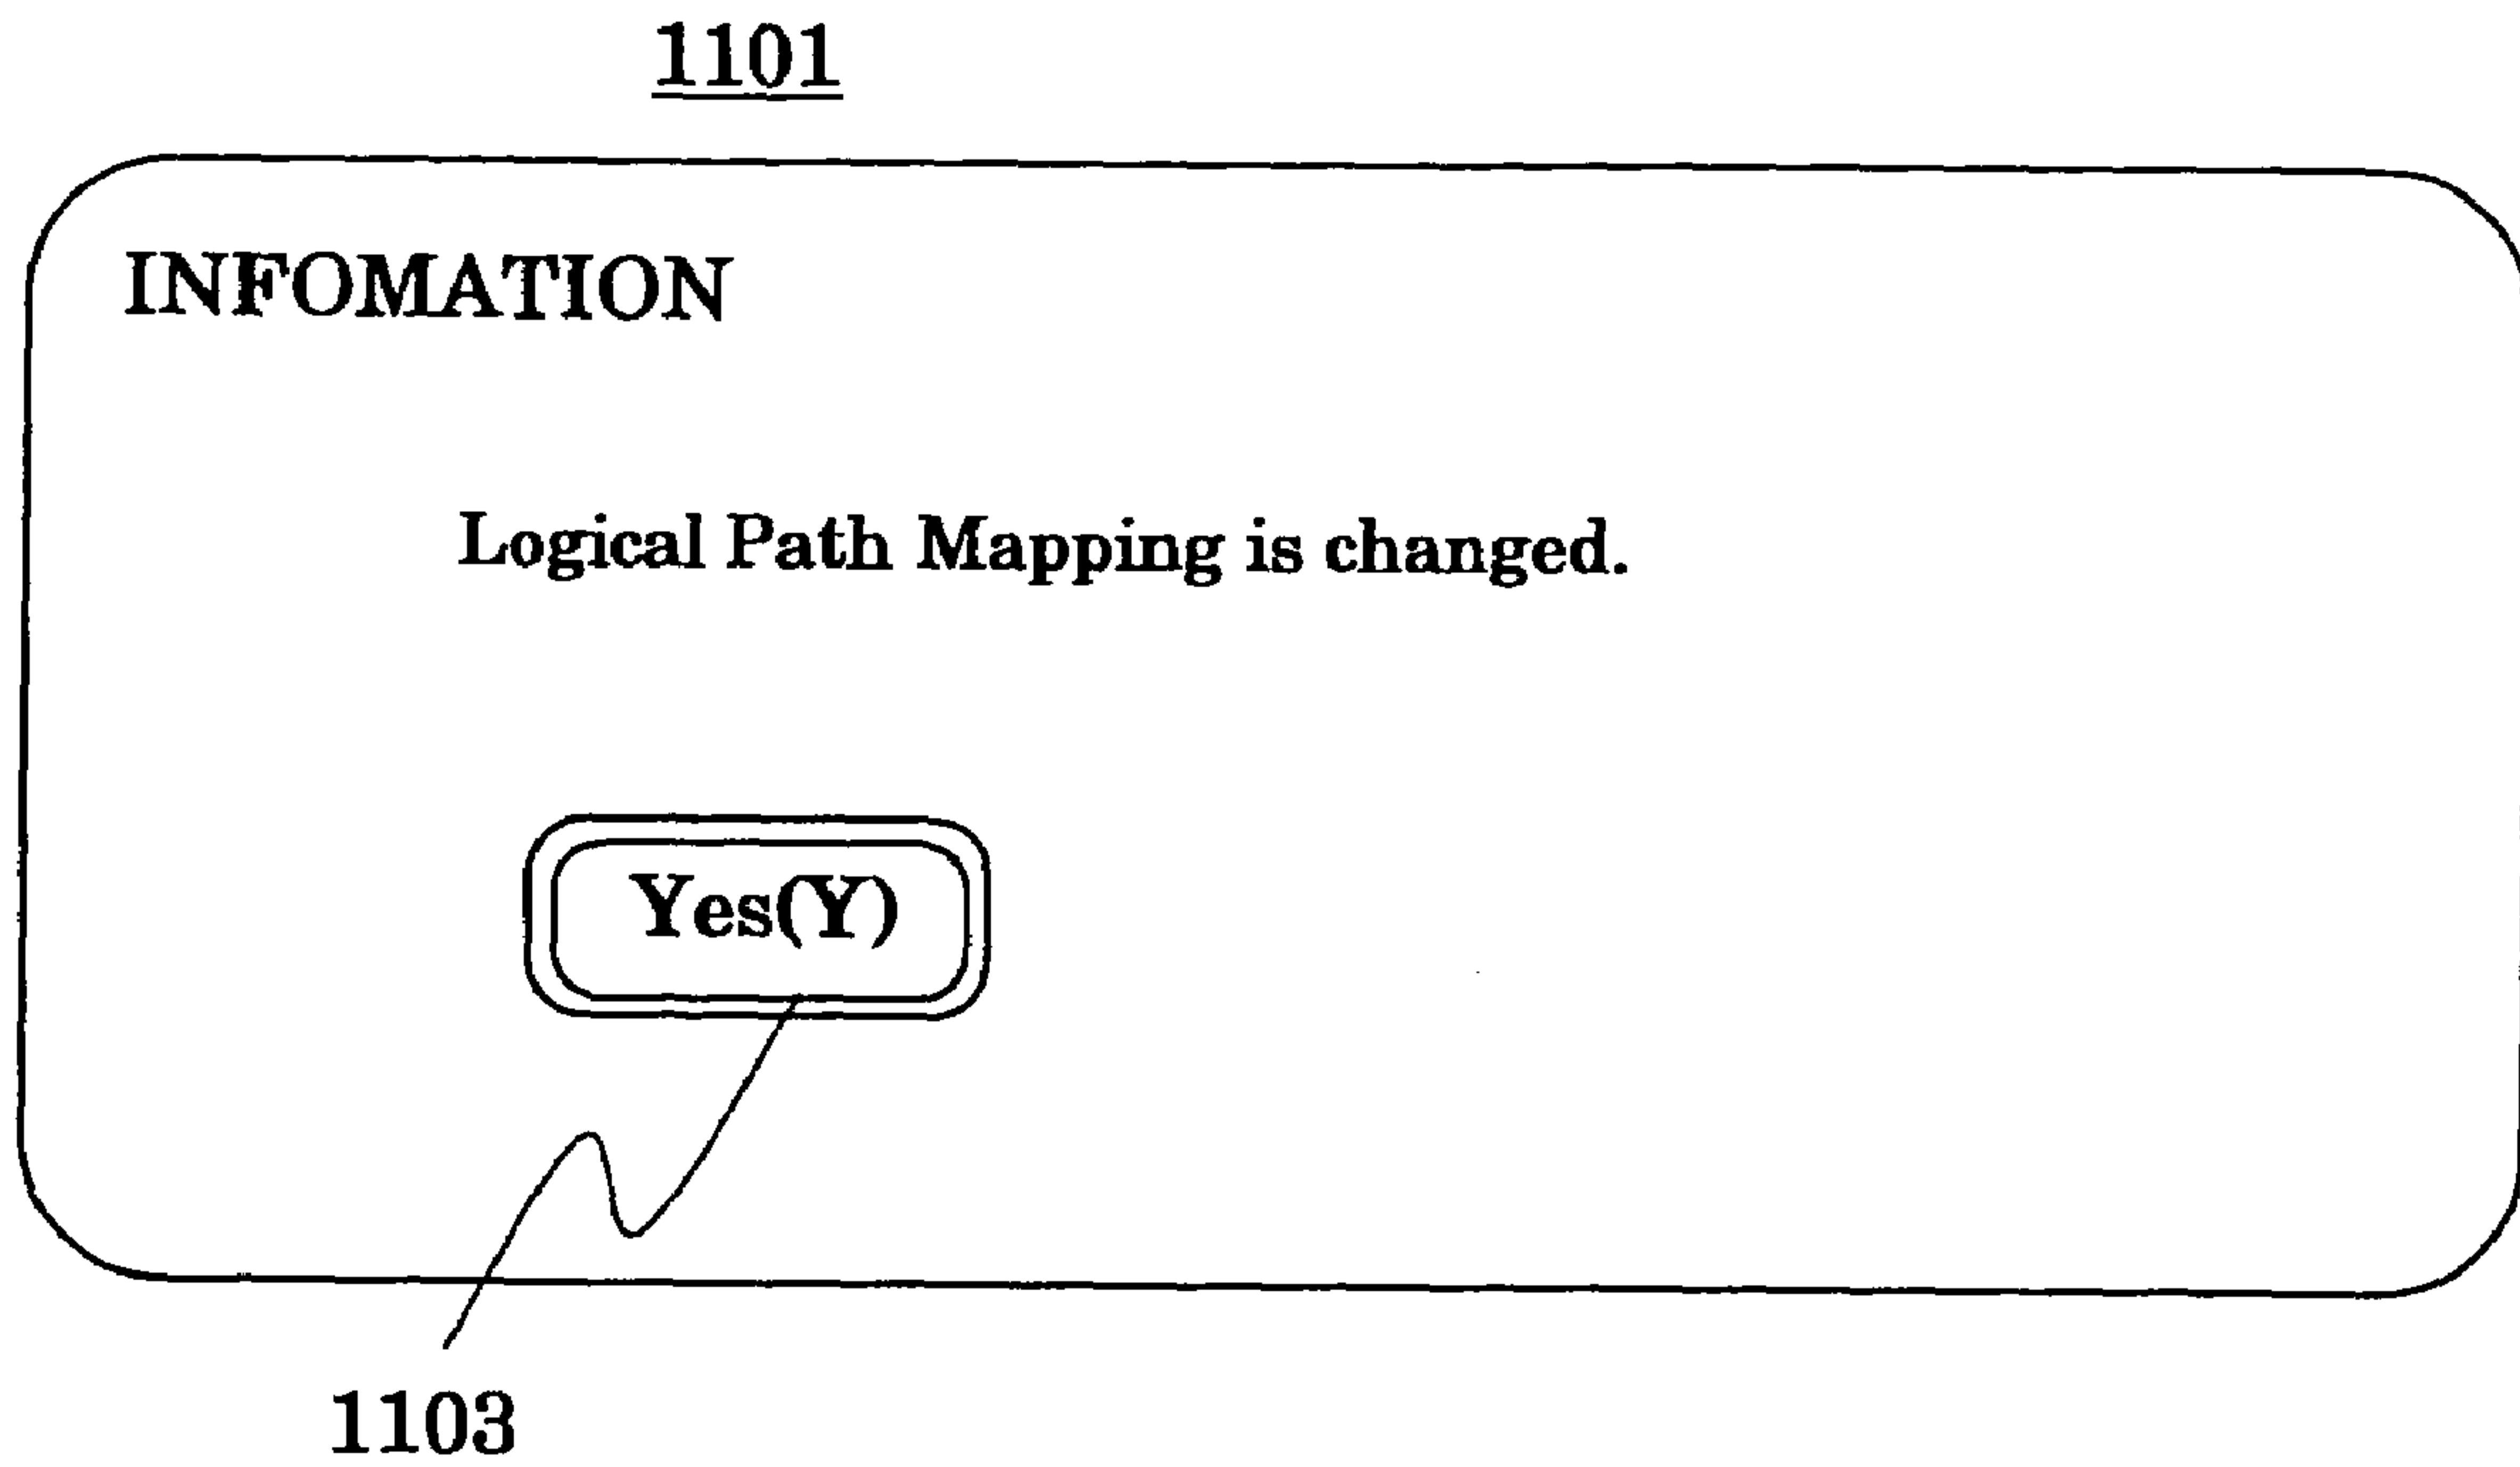 1101
INFOMATION
Logical Path Mapping is changed.
Yes(Y)
1103